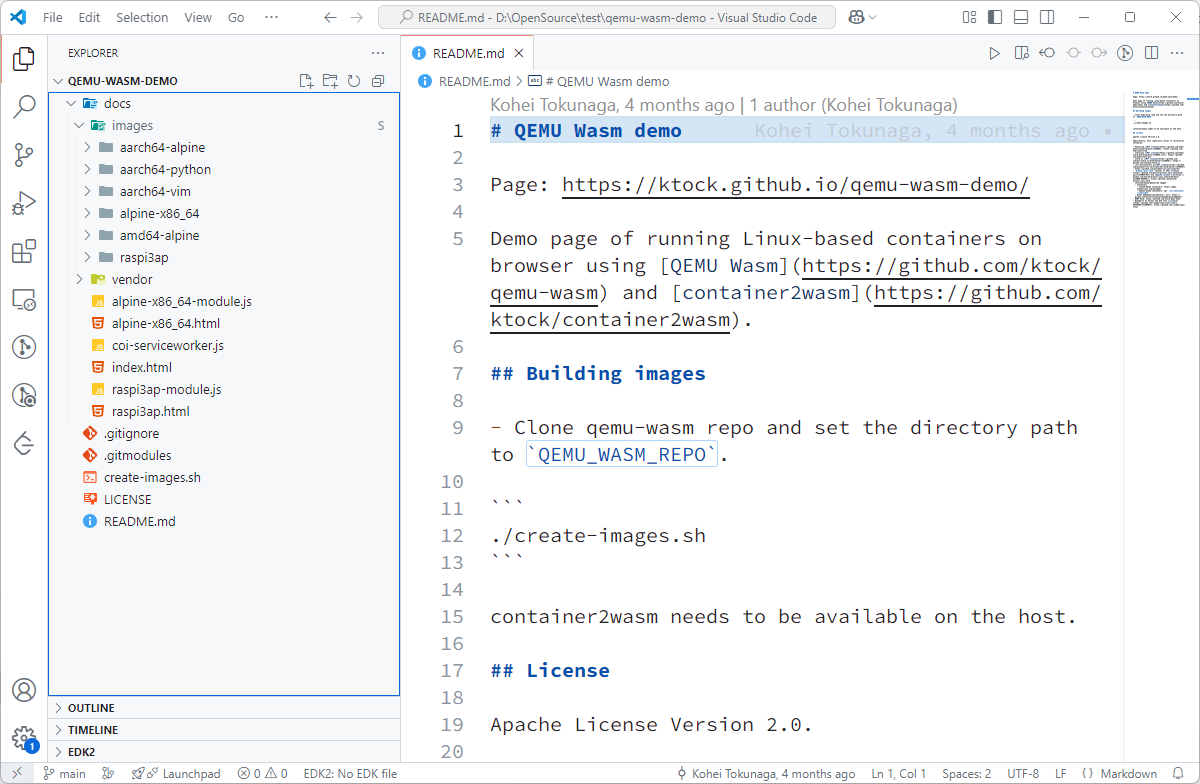 File Edit Selection View Go ··· README.md - D:\OpenSource\test\qemu-wasm-demo - Visual Studio Code
EXPLORER
QEMU-WASM-DEMO
docs
images S
aarch64-alpine
aarch64-python
aarch64-vim
alpine-x86_64
amd64-alpine
raspi3ap
vendor
JS alpine-x86_64-module.js
alpine-x86_64.html
JS coi-serviceworker.js
index.html
JS raspi3ap-module.js
raspi3ap.html
.gitignore
.gitmodules
create-images.sh
LICENSE
README.md
OUTLINE
TIMELINE
EDK2
1
README.md
README.md > abc # QEMU Wasm demo
Kohei Tokunaga, 4 months ago | 1 author (Kohei Tokunaga)
1 # QEMU Wasm demo Kohei Tokunaga, 4 months ago •
2
3 Page: https://ktock.github.io/qemu-wasm-demo/
4
5 Demo page of running Linux-based containers on
browser using [QEMU Wasm](https://github.com/ktock/
qemu-wasm) and [container2wasm](https://github.com/
ktock/container2wasm).
6
7 ## Building images
8
9 - Clone qemu-wasm repo and set the directory path
to `QEMU_WASM_REPO`.
10
11 ```
12 ./create-images.sh
13 ```
14
15 container2wasm needs to be available on the host.
16
17 ## License
18
19 Apache License Version 2.0.
20
main Launchpad 0 0 EDK2: No EDK file Kohei Tokunaga, 4 months ago Ln 1, Col 1 Spaces: 2 UTF-8 LF {} Markdown